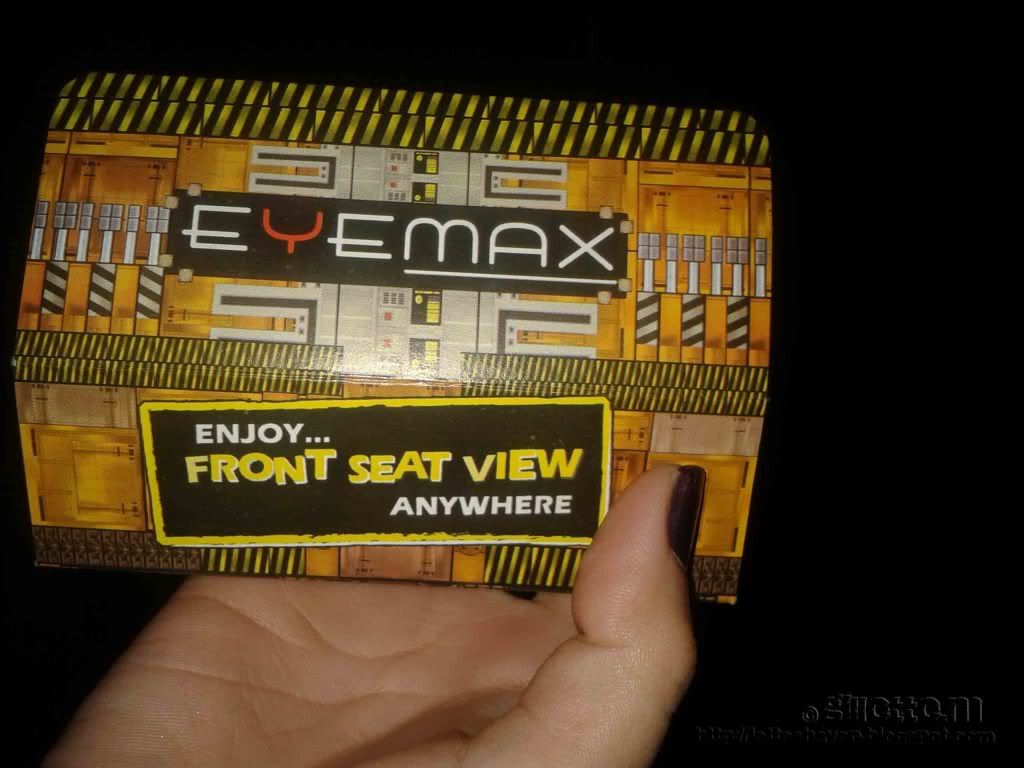 EYEMAX
ENJOY...
FRONT SEAT VIEW
ANYWHERE